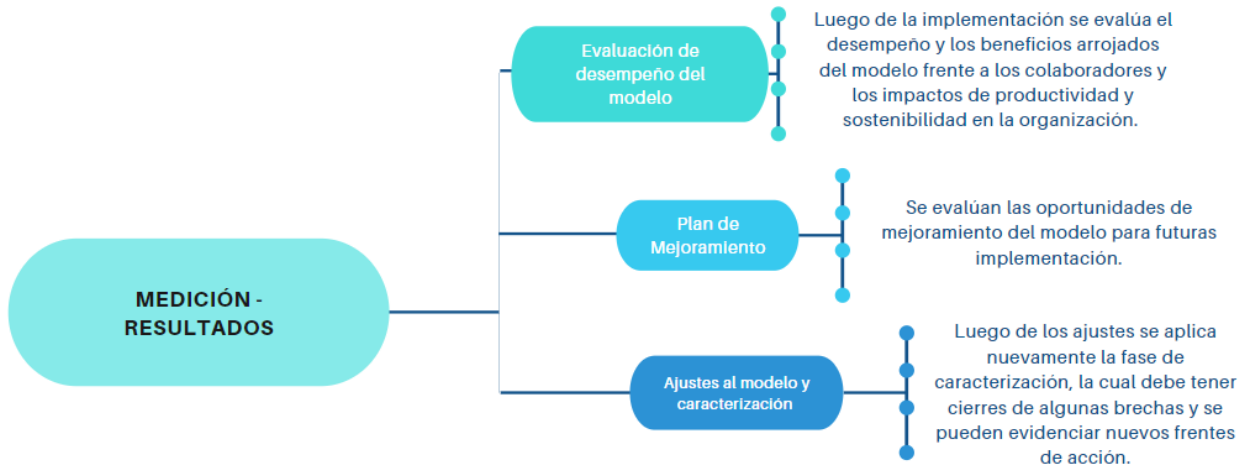 MEDICIÓN -
RESULTADOS
Evaluación de
desempeño del
modelo
Luego de la implementación se evalúa el
desempeño y los beneficios arrojados
del modelo frente a los colaboradores y
los impactos de productividad y
sostenibilidad en la organización.
Plan de
Mejoramiento
Se evalúan las oportunidades de
mejoramiento del modelo para futuras
implementación.
Ajustes al modelo y
caracterización
Luego de los ajustes se aplica
nuevamente la fase de
caracterización, la cual debe tener
cierres de algunas brechas y se
pueden evidenciar nuevos frentes
de acción.